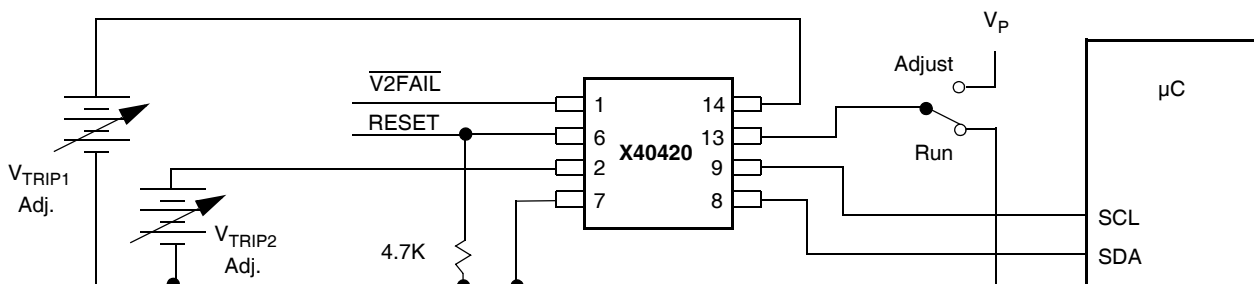 V_P
Adjust
µC
V2FAIL
1
14
RESET
6
13
X40420
Run
2
9
V_TRIP1
Adj.
7
8
SCL
V_TRIP2
Adj.
4.7K
SDA